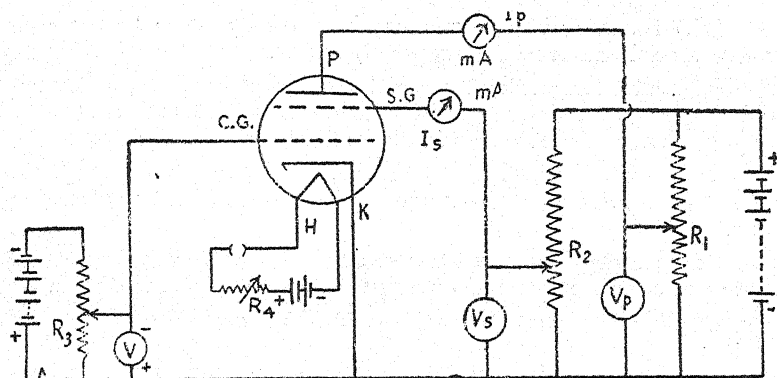 Ip
P
mA
S.G
mA
C.G.
Is
H
K
R2
R1
R4
+
-
Vs
Vp
-
+
R3
V
-
+
+
-